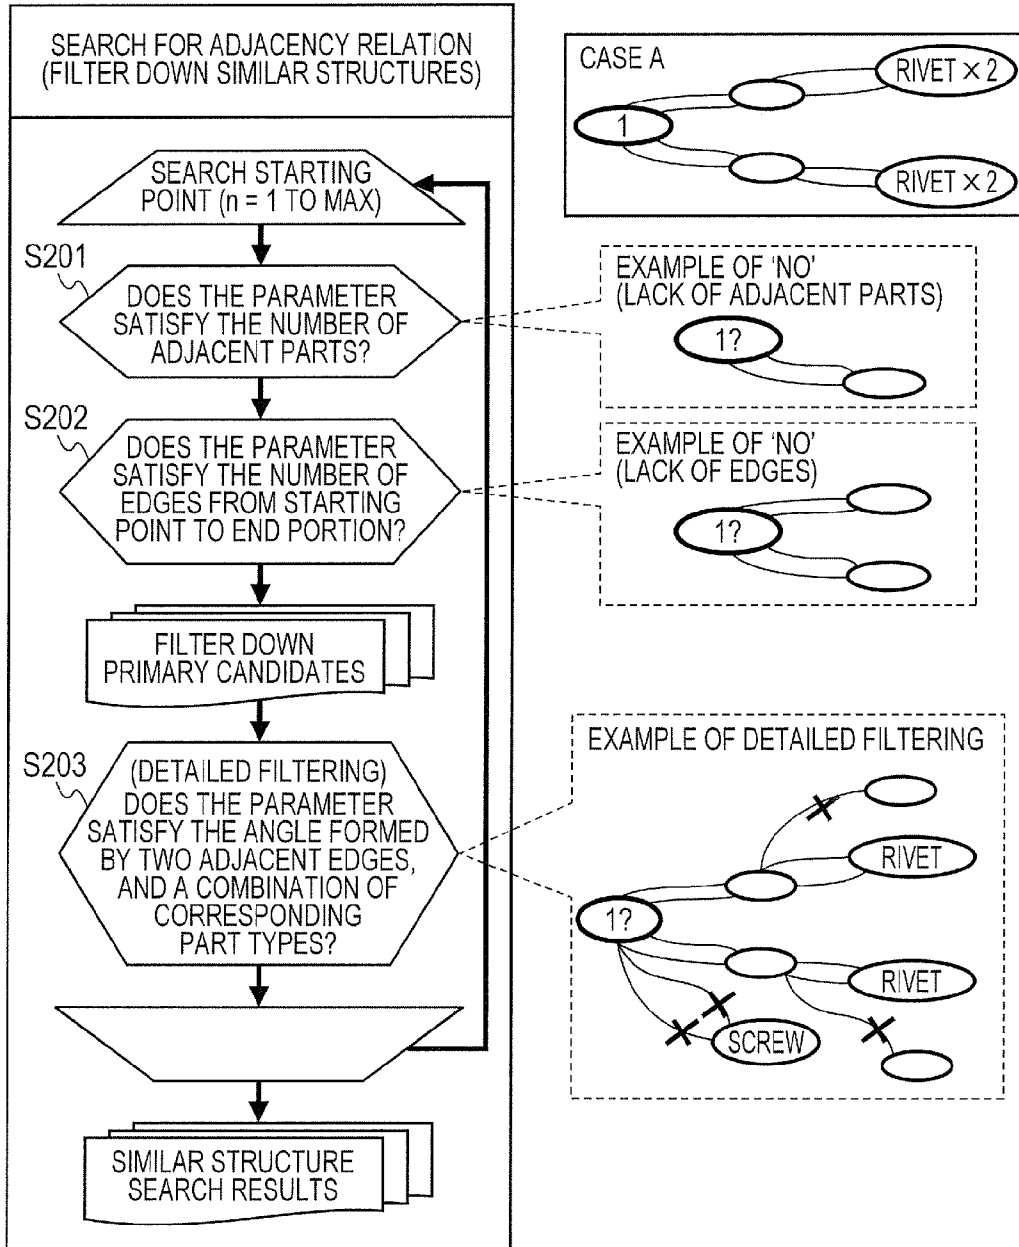 SEARCH FOR ADJACENCY RELATION
(FILTER DOWN SIMILAR STRUCTURES)
SEARCH STARTING
POINT (n = 1 TO MAX)
S201
DOES THE PARAMETER
SATISFY THE NUMBER OF
ADJACENT PARTS?
S202
DOES THE PARAMETER
SATISFY THE NUMBER OF
EDGES FROM STARTING
POINT TO END PORTION?
FILTER DOWN
PRIMARY CANDIDATES
S203
(DETAILED FILTERING)
DOES THE PARAMETER
SATISFY THE ANGLE FORMED
BY TWO ADJACENT EDGES,
AND A COMBINATION OF
CORRESPONDING
PART TYPES?
SIMILAR STRUCTURE
SEARCH RESULTS
CASE A
RIVET × 2
1
RIVET × 2
EXAMPLE OF 'NO'
(LACK OF ADJACENT PARTS)
1?
EXAMPLE OF 'NO'
(LACK OF EDGES)
1?
EXAMPLE OF DETAILED FILTERING
RIVET
1?
RIVET
SCREW